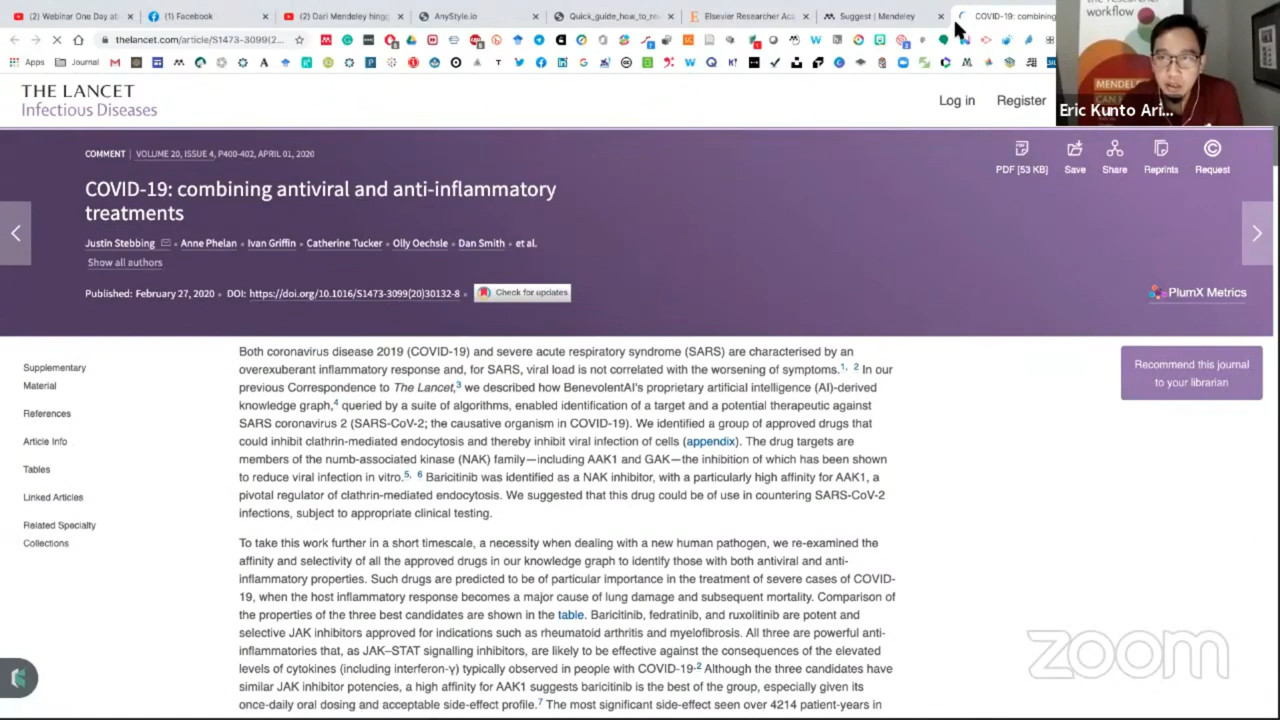 (2) Webinar One Day ab
(1) Facebook
(2) Dari Mendeley hing
AnyStyle.io
Quick_guide_how_to_re
Elsevier Researcher Ac
Suggest | Mendeley
COVID-19: combining
thelancet.com/article/S1473-3099(2...
Apps
Journal
workflow
MENDEL
CAN
Eric Kunto Ari...
THE LANCET
Infectious Diseases
Log in
Register
COMMENT | VOLUME 20, ISSUE 4, P400-402, APRIL 01, 2020
PDF [53 KB]
Save
Share
Reprints
Request
COVID-19: combining antiviral and anti-inflammatory
treatments
Justin Stebbing • Anne Phelan • Ivan Griffin • Catherine Tucker • Olly Oechsle • Dan Smith • et al.
Show all authors
Published: February 27, 2020 • DOI: https://doi.org/10.1016/S1473-3099(20)30132-8 •
Check for updates
PlumX Metrics
Supplementary
Material
References
Article Info
Tables
Linked Articles
Related Specialty
Collections
Both coronavirus disease 2019 (COVID-19) and severe acute respiratory syndrome (SARS) are characterised by an
overexuberant inflammatory response and, for SARS, viral load is not correlated with the worsening of symptoms.1, 2 In our
previous Correspondence to The Lancet,3 we described how BenevolentAI's proprietary artificial intelligence (AI)-derived
knowledge graph,4 queried by a suite of algorithms, enabled identification of a target and a potential therapeutic against
SARS coronavirus 2 (SARS-CoV-2; the causative organism in COVID-19). We identified a group of approved drugs that
could inhibit clathrin-mediated endocytosis and thereby inhibit viral infection of cells (appendix). The drug targets are
members of the numb-associated kinase (NAK) family—including AAK1 and GAK—the inhibition of which has been shown
to reduce viral infection in vitro.5, 6 Baricitinib was identified as a NAK inhibitor, with a particularly high affinity for AAK1, a
pivotal regulator of clathrin-mediated endocytosis. We suggested that this drug could be of use in countering SARS-CoV-2
infections, subject to appropriate clinical testing.
To take this work further in a short timescale, a necessity when dealing with a new human pathogen, we re-examined the
affinity and selectivity of all the approved drugs in our knowledge graph to identify those with both antiviral and anti-
inflammatory properties. Such drugs are predicted to be of particular importance in the treatment of severe cases of COVID-
19, when the host inflammatory response becomes a major cause of lung damage and subsequent mortality. Comparison of
the properties of the three best candidates are shown in the table. Baricitinib, fedratinib, and ruxolitinib are potent and
selective JAK inhibitors approved for indications such as rheumatoid arthritis and myelofibrosis. All three are powerful anti-
inflammatories that, as JAK–STAT signalling inhibitors, are likely to be effective against the consequences of the elevated
levels of cytokines (including interferon-γ) typically observed in people with COVID-19.2 Although the three candidates have
similar JAK inhibitor potencies, a high affinity for AAK1 suggests baricitinib is the best of the group, especially given its
once-daily oral dosing and acceptable side-effect profile.7 The most significant side-effect seen over 4214 patient-years in
Recommend this journal
to your librarian
zoom